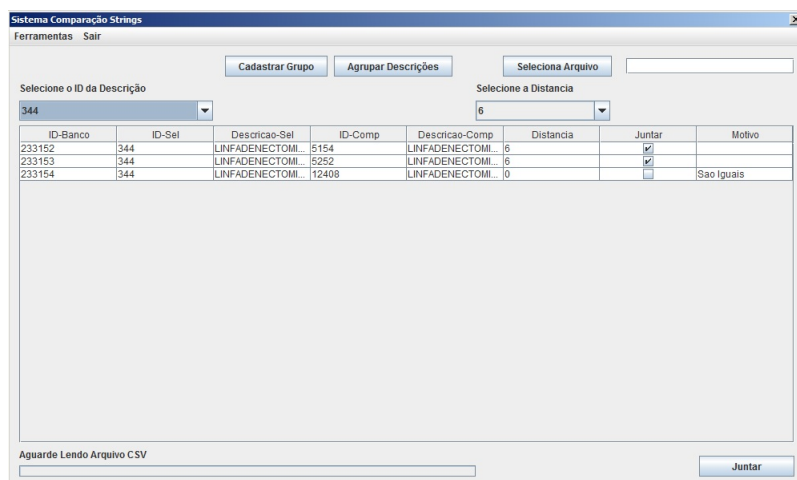 Sistema Comparação Strings
Ferramentas Sair
Cadastrar Grupo Agrupar Descrições Seleciona Arquivo
Selecione o ID da Descrição Selecione a Distancia
344 6
ID-Banco ID-Sel Descricao-Sel ID-Comp Descricao-Comp Distancia Juntar Motivo
233152 344 LINFADENECTOMI... 5154 LINFADENECTOMI... 6
233153 344 LINFADENECTOMI... 5252 LINFADENECTOMI... 6
233154 344 LINFADENECTOMI... 12408 LINFADENECTOMI... 0 Sao Iguais
Aguarde Lendo Arquivo CSV
Juntar